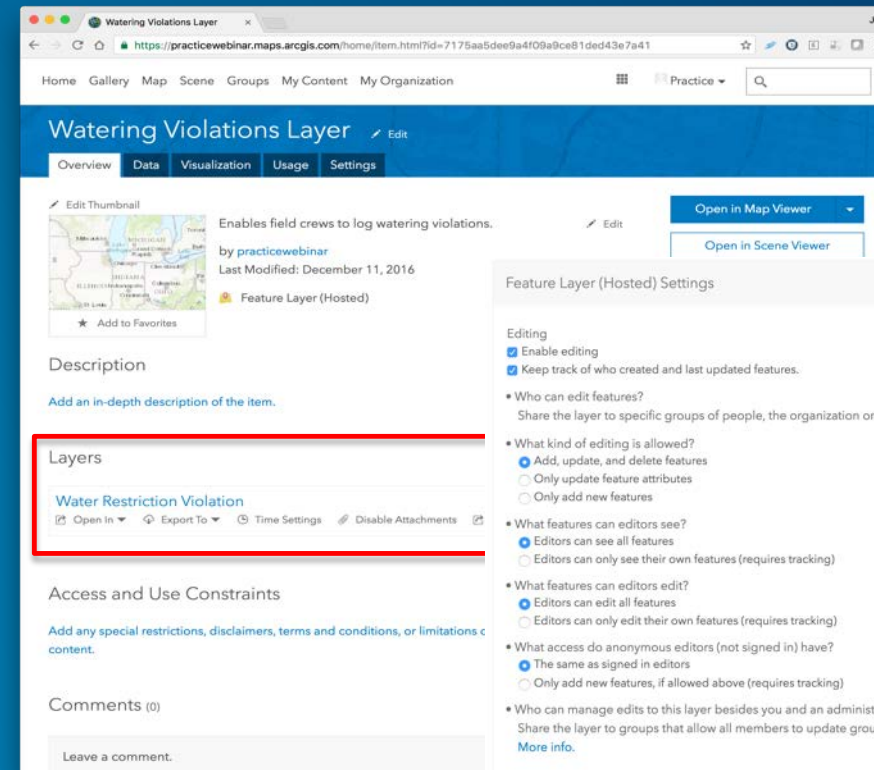 Watering Violations Layer
https://practicewebinar.maps.arcgis.com/home/item.html?id=7175aa5dee9a4f09a9ce81ded43e7a41
Home Gallery Map Scene Groups My Content My Organization Practice
Watering Violations Layer Edit
Overview Data Visualization Usage Settings
Edit Thumbnail
Enables field crews to log watering violations. Edit
by practicewebinar
Last Modified: December 11, 2016
Feature Layer (Hosted)
Add to Favorites
Open in Map Viewer
Open in Scene Viewer
Description
Add an in-depth description of the item.
Layers
Water Restriction Violation
Open In Export To Time Settings Disable Attachments
Access and Use Constraints
Add any special restrictions, disclaimers, terms and conditions, or limitations
content.
Comments (0)
Leave a comment.
Feature Layer (Hosted) Settings
Editing
Enable editing
Keep track of who created and last updated features.
• Who can edit features?
Share the layer to specific groups of people, the organization or
• What kind of editing is allowed?
Add, update, and delete features
Only update feature attributes
Only add new features
• What features can editors see?
Editors can see all features
Editors can only see their own features (requires tracking)
• What features can editors edit?
Editors can edit all features
Editors can only edit their own features (requires tracking)
• What access do anonymous editors (not signed in) have?
The same as signed in editors
Only add new features, if allowed above (requires tracking)
• Who can manage edits to this layer besides you and an administ
Share the layer to groups that allow all members to update grou
More info.